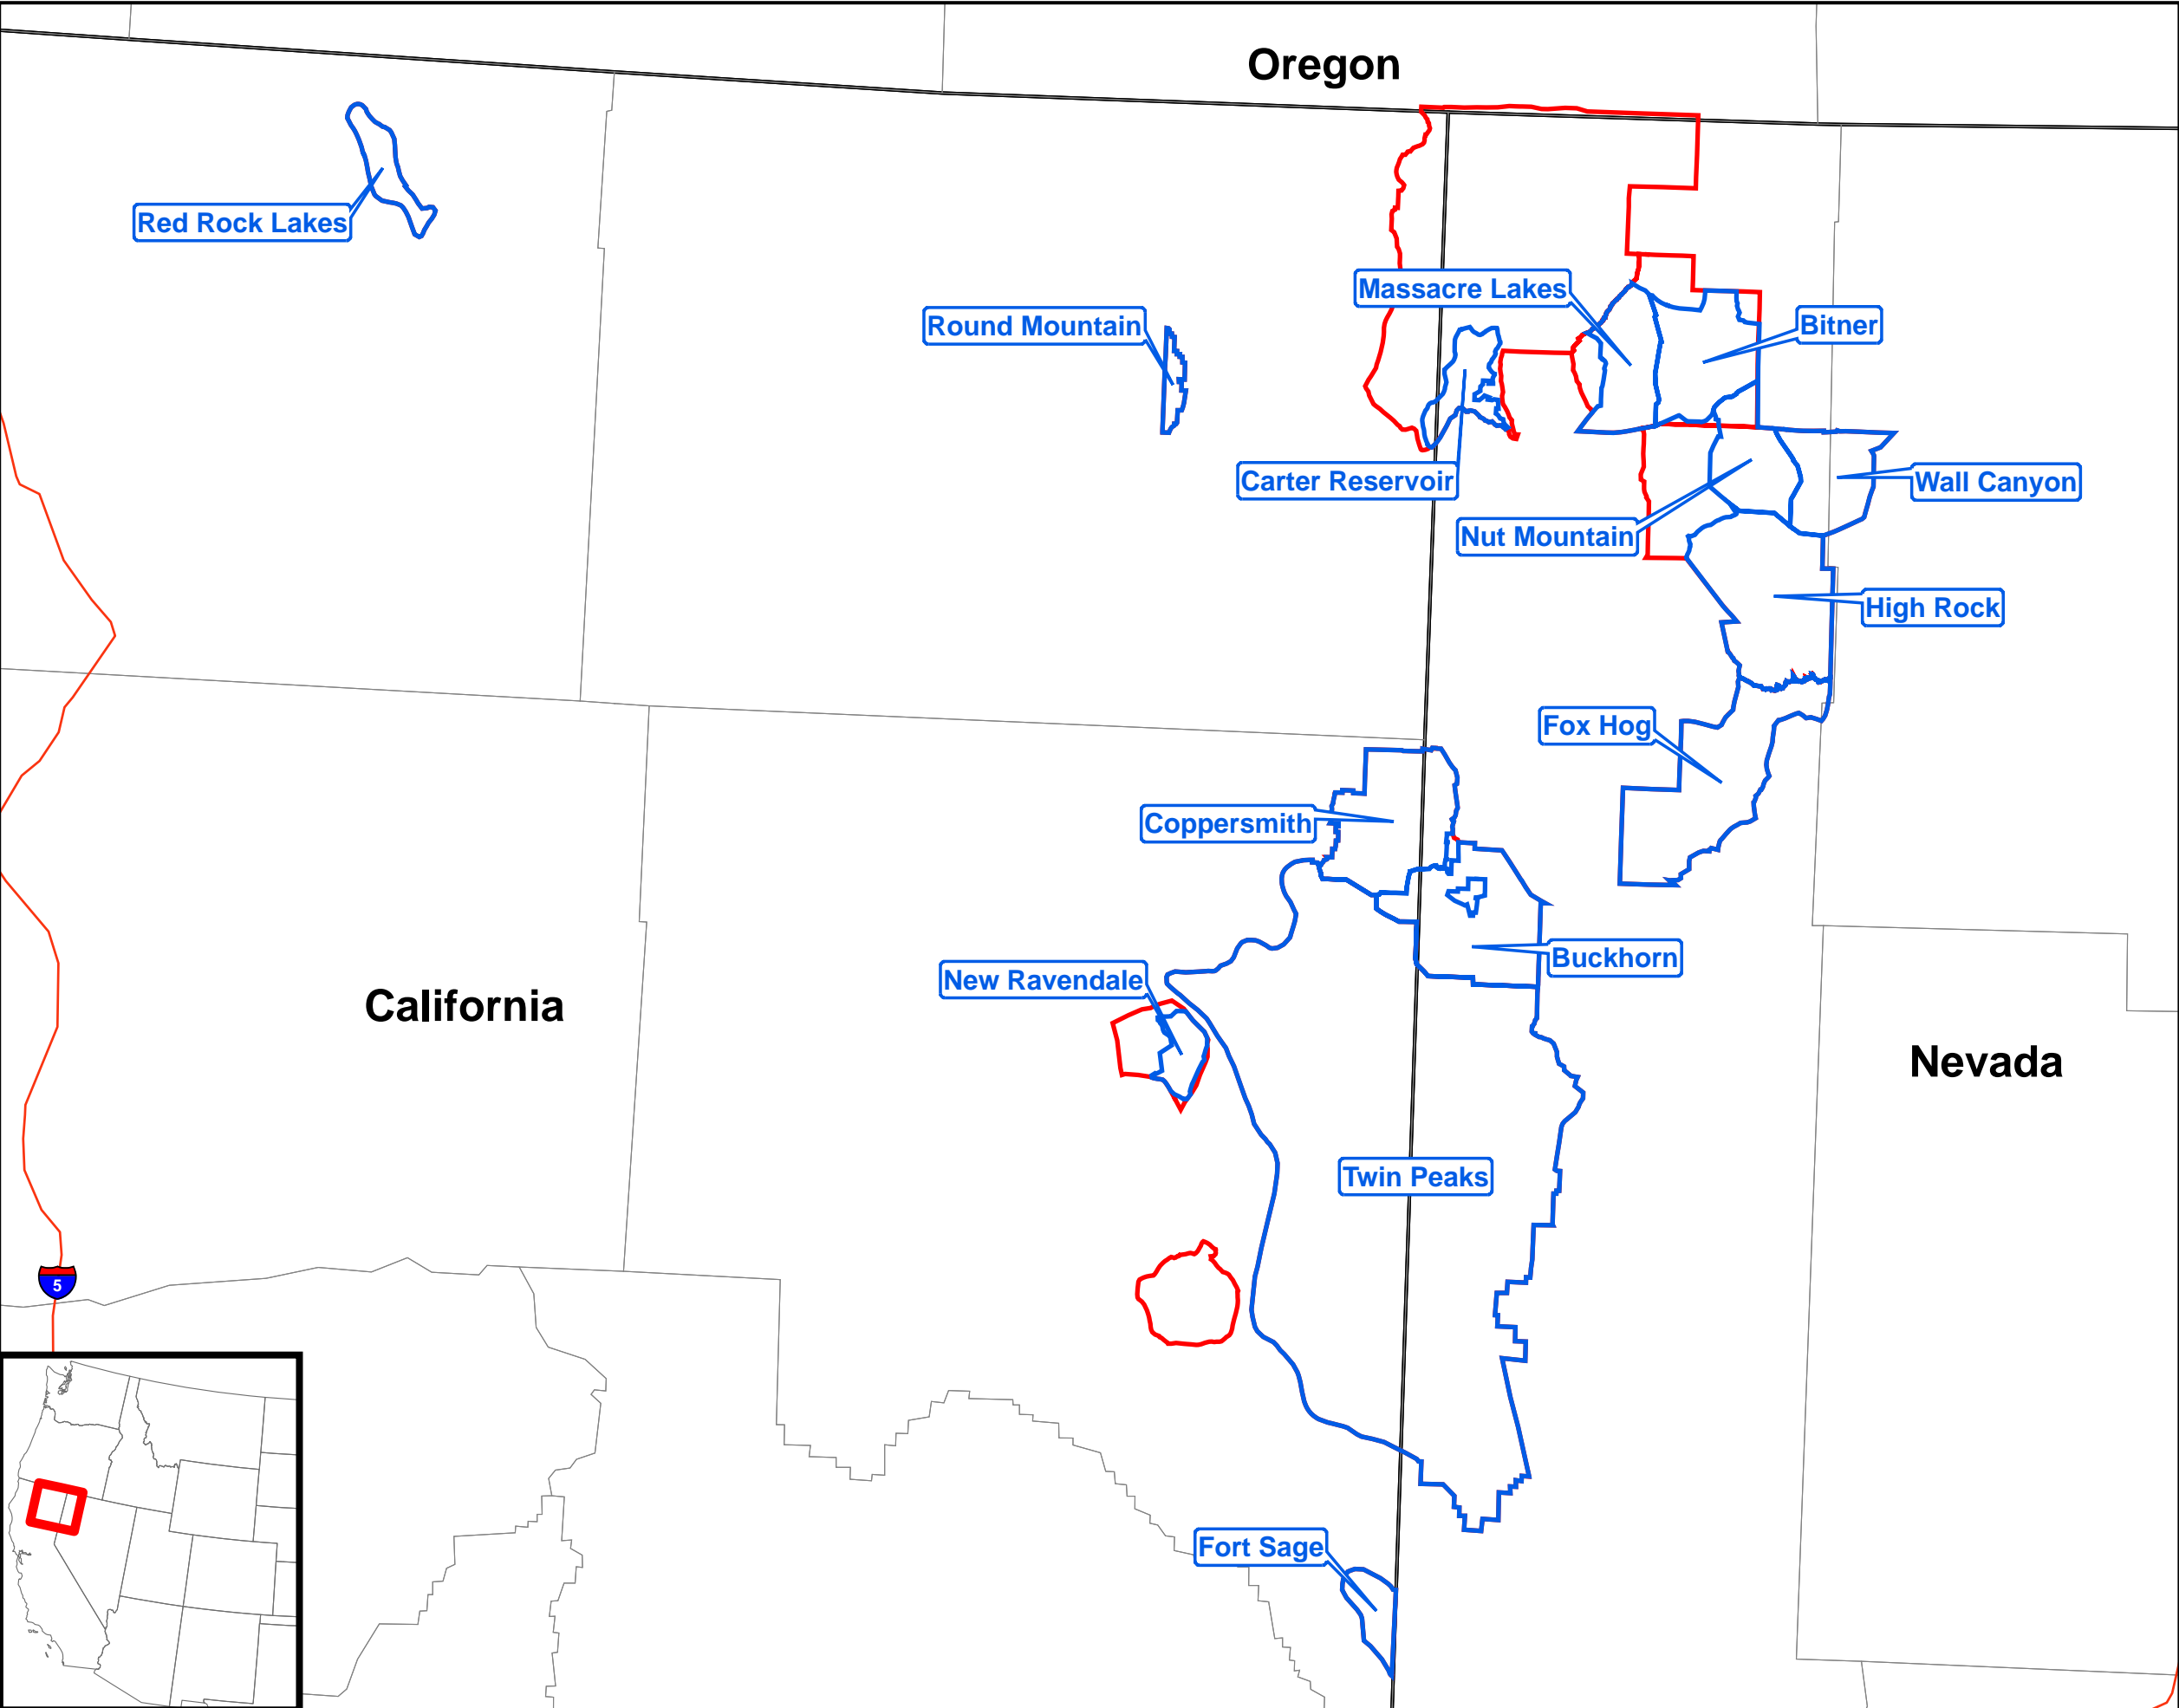 Oregon
Red Rock Lakes
Massacre Lakes
Round Mountain
Bitner
Carter Reservoir
Wall Canyon
Nut Mountain
High Rock
Fox Hog
Coppersmith
Buckhorn
New Ravendale
California
Nevada
Twin Peaks
5
Fort Sage